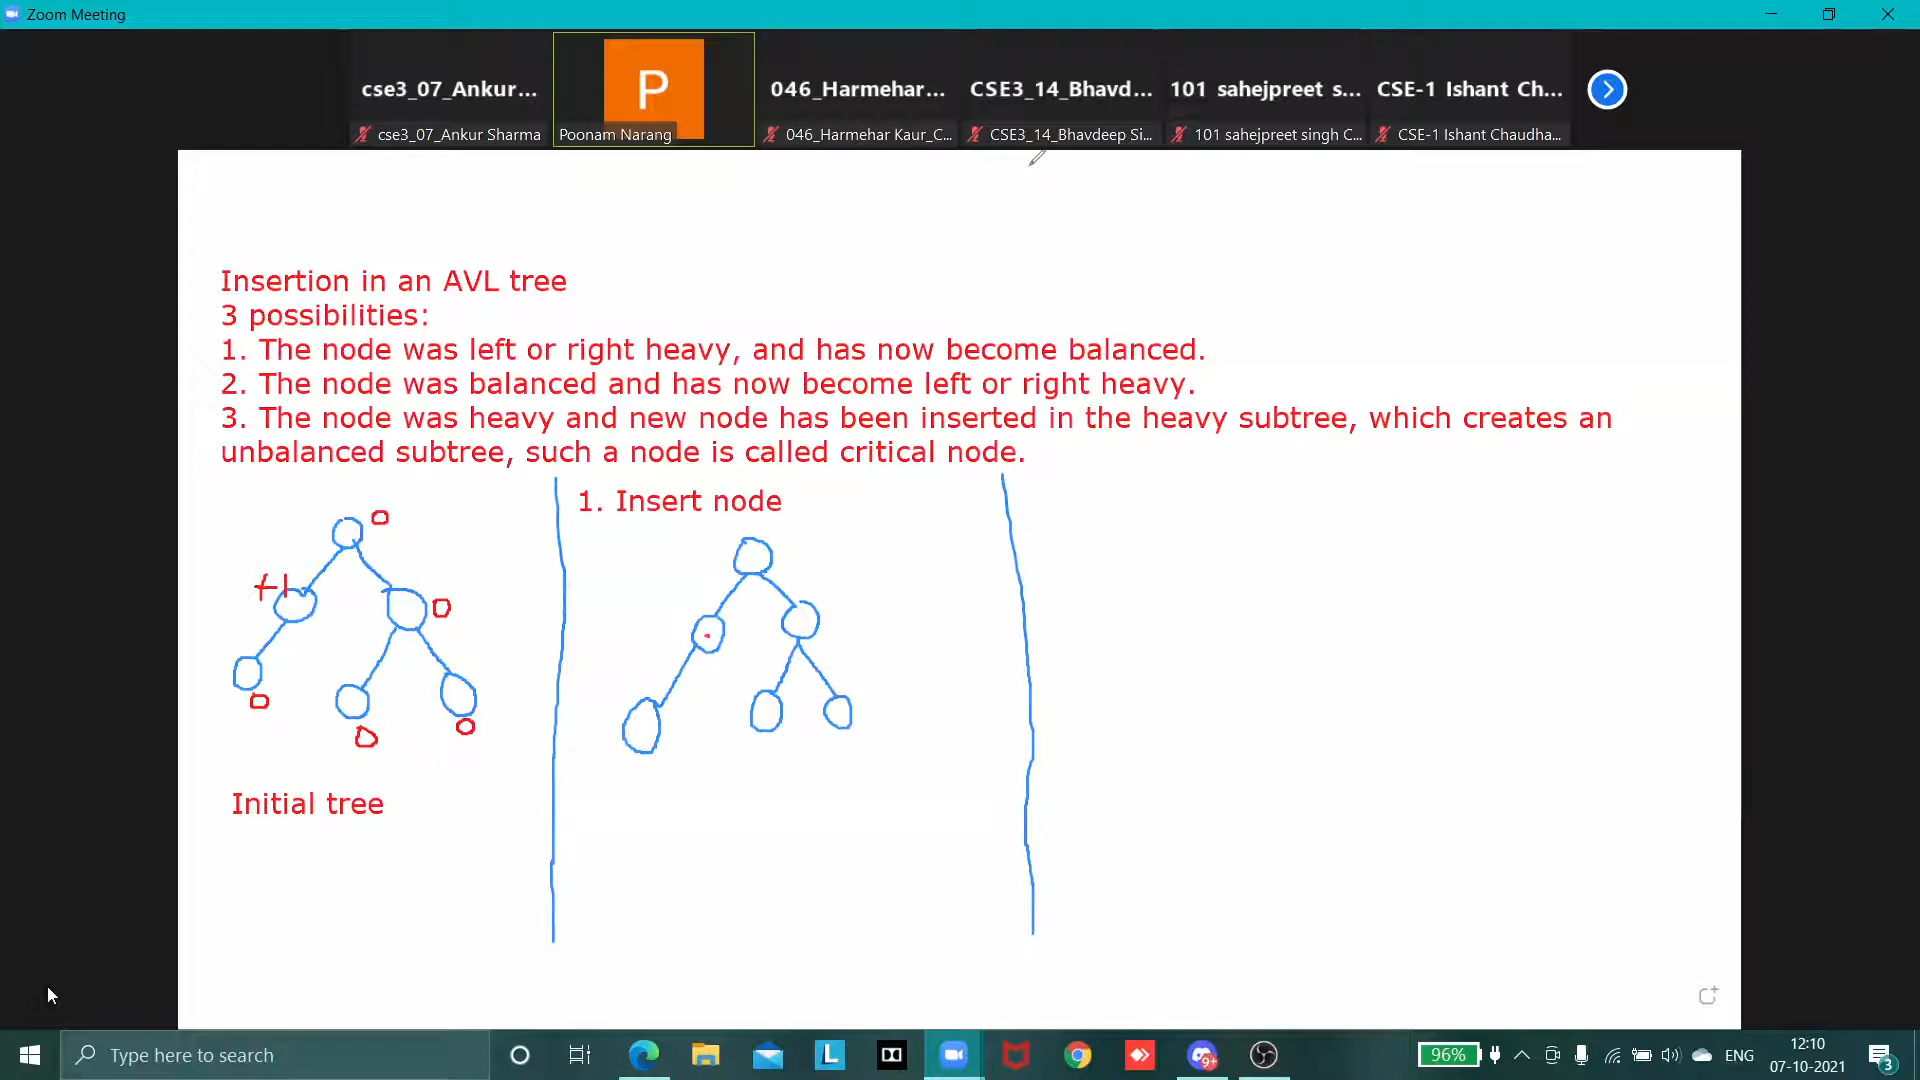 Zoom Meeting
cse3_07_Ankur...
P
046_Harmehar...
CSE3_14_Bhavd...
101 sahejpreet s...
CSE-1 Ishant Ch...
cse3_07_Ankur Sharma
Poonam Narang
046_Harmehar Kaur_C...
CSE3_14_Bhavdeep Si...
101 sahejpreet singh C...
CSE-1 Ishant Chaudha...
Insertion in an AVL tree
3 possibilities:
1. The node was left or right heavy, and has now become balanced.
2. The node was balanced and has now become left or right heavy.
3. The node was heavy and new node has been inserted in the heavy subtree, which creates an
unbalanced subtree, such a node is called critical node.
1. Insert node
0
+1
0
0
0
0
Initial tree
Type here to search
L
9+
96%
ENG
12:10
07-10-2021
3